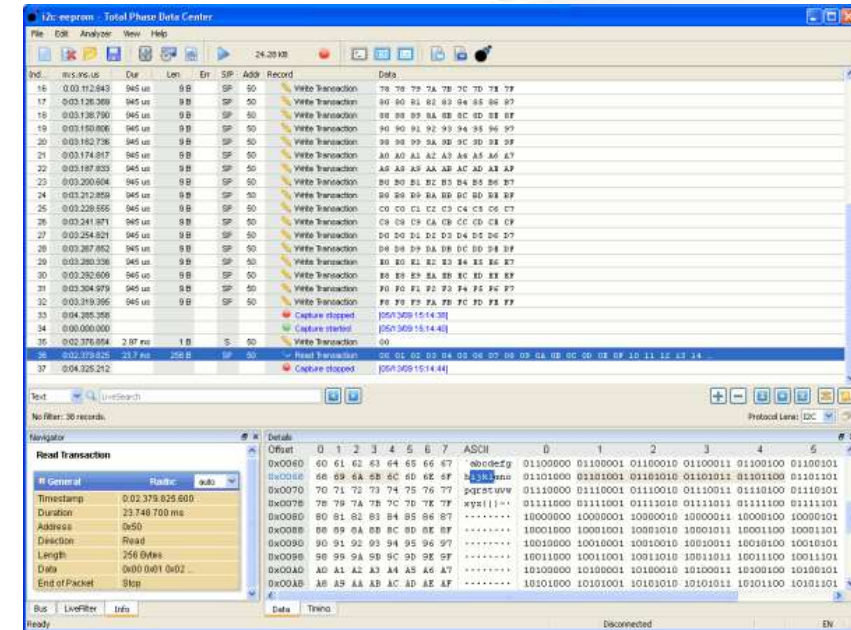 i2c-eeprom - Total Phase Data Center
File Edit Analyzer View Help
24.28 KB
Ind... m:s.ms.us Dur Len Err S/P Addr Record Data
16 0:03.112.843 945 us 9 B SP 50 Write Transaction 78 78 79 7A 7B 7C 7D 7E 7F
17 0:03.126.369 945 us 9 B SP 50 Write Transaction 80 80 81 82 83 84 85 86 87
18 0:03.138.790 945 us 9 B SP 50 Write Transaction 88 88 89 8A 8B 8C 8D 8E 8F
19 0:03.150.806 945 us 9 B SP 50 Write Transaction 90 90 91 92 93 94 95 96 97
20 0:03.162.736 945 us 9 B SP 50 Write Transaction 98 98 99 9A 9B 9C 9D 9E 9F
21 0:03.174.817 945 us 9 B SP 50 Write Transaction A0 A0 A1 A2 A3 A4 A5 A6 A7
22 0:03.187.833 945 us 9 B SP 50 Write Transaction A8 A8 A9 AA AB AC AD AE AF
23 0:03.200.604 945 us 9 B SP 50 Write Transaction B0 B0 B1 B2 B3 B4 B5 B6 B7
24 0:03.212.859 945 us 9 B SP 50 Write Transaction B8 B8 B9 BA BB BC BD BE BF
25 0:03.228.555 945 us 9 B SP 50 Write Transaction C0 C0 C1 C2 C3 C4 C5 C6 C7
26 0:03.241.971 945 us 9 B SP 50 Write Transaction C8 C8 C9 CA CB CC CD CE CF
27 0:03.254.821 945 us 9 B SP 50 Write Transaction D0 D0 D1 D2 D3 D4 D5 D6 D7
28 0:03.267.852 945 us 9 B SP 50 Write Transaction D8 D8 D9 DA DB DC DD DE DF
29 0:03.280.336 945 us 9 B SP 50 Write Transaction E0 E0 E1 E2 E3 E4 E5 E6 E7
30 0:03.292.609 945 us 9 B SP 50 Write Transaction E8 E8 E9 EA EB EC ED EE EF
31 0:03.304.979 945 us 9 B SP 50 Write Transaction F0 F0 F1 F2 F3 F4 F5 F6 F7
32 0:03.319.395 945 us 9 B SP 50 Write Transaction F8 F8 F9 FA FB FC FD FE FF
33 0:04.285.358 Capture stopped [05/13/09 15:14:38]
34 0:00.000.000 Capture started [05/13/09 15:14:40]
35 0:02.376.854 2.97 ms 1 B S 50 Write Transaction 00
36 0:02.379.825 23.7 ms 256 B SP 50 Read Transaction 00 01 02 03 04 05 06 07 08 09 0A 0B 0C 0D 0E 0F 10 11 12 13 14 ...
37 0:04.325.212 Capture stopped [05/13/09 15:14:44]
Text LiveSearch
No filter: 38 records. Protocol Lens: I2C
Navigator Details
Read Transaction
General Radix: auto
Timestamp 0:02.379.825.600
Duration 23.748 700 ms
Address 0x50
Direction Read
Length 256 Bytes
Data 0x00 0x01 0x02 ...
End of Packet Stop
Offset 0 1 2 3 4 5 6 7 ASCII 0 1 2 3 4 5
0x0060 60 61 62 63 64 65 66 67 `abcdefg 01100000 01100001 01100010 01100011 01100100 01100101
0x0068 68 69 6A 6B 6C 6D 6E 6F hijklmno 01101000 01101001 01101010 01101011 01101100 01101101
0x0070 70 71 72 73 74 75 76 77 pqrstuvw 01110000 01110001 01110010 01110011 01110100 01110101
0x0078 78 79 7A 7B 7C 7D 7E 7F xyz{|}~· 01111000 01111001 01111010 01111011 01111100 01111101
0x0080 80 81 82 83 84 85 86 87 ········ 10000000 10000001 10000010 10000011 10000100 10000101
0x0088 88 89 8A 8B 8C 8D 8E 8F ········ 10001000 10001001 10001010 10001011 10001100 10001101
0x0090 90 91 92 93 94 95 96 97 ········ 10010000 10010001 10010010 10010011 10010100 10010101
0x0098 98 99 9A 9B 9C 9D 9E 9F ········ 10011000 10011001 10011010 10011011 10011100 10011101
0x00A0 A0 A1 A2 A3 A4 A5 A6 A7 ········ 10100000 10100001 10100010 10100011 10100100 10100101
0x00A8 A8 A9 AA AB AC AD AE AF ········ 10101000 10101001 10101010 10101011 10101100 10101101
Bus LiveFilter Info Data Timing
Ready Disconnected EN